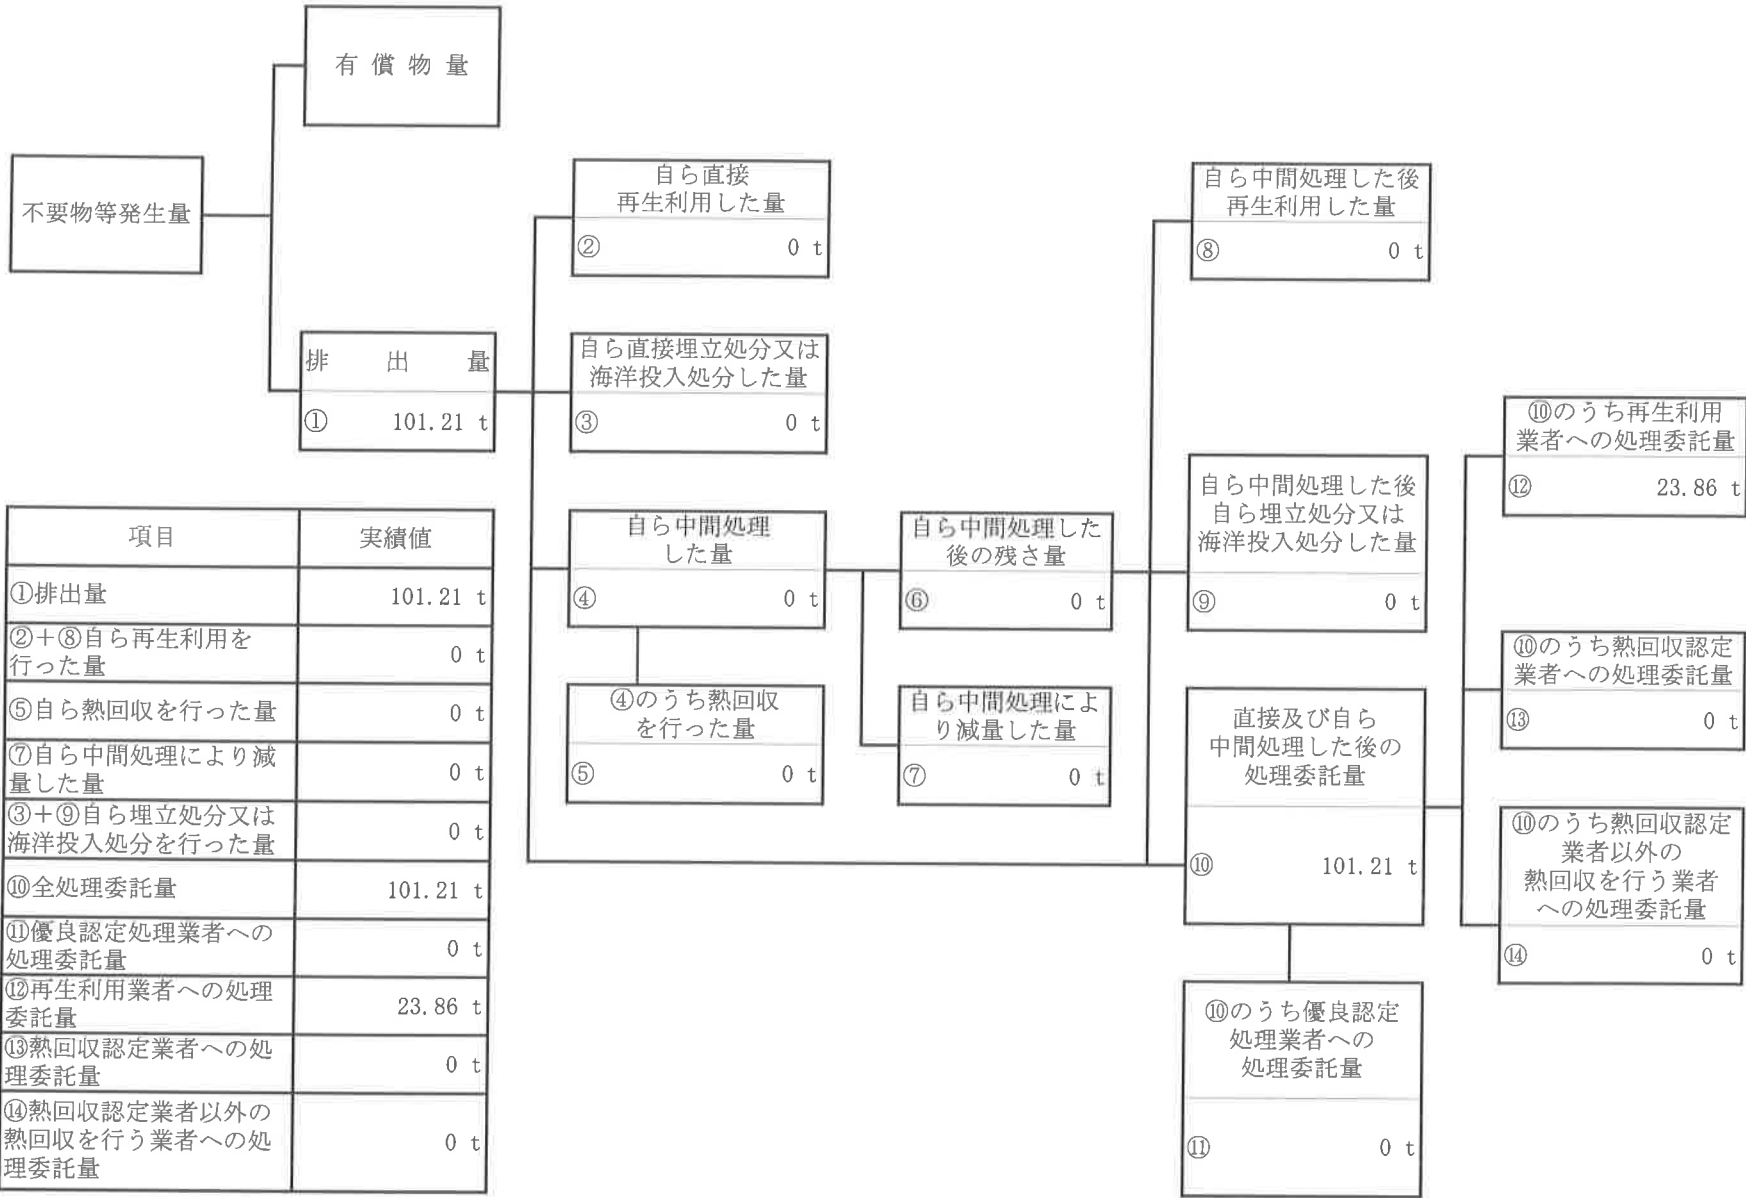 有 償 物 量
不要物等発生量
排 出 量
① 101.21 t
自ら直接
再生利用した量
② 0 t
自ら直接埋立処分又は
海洋投入処分した量
③ 0 t
自ら中間処理
した量
④ 0 t
④のうち熱回収
を行った量
⑤ 0 t
自ら中間処理した
後の残さ量
⑥ 0 t
自ら中間処理によ
り減量した量
⑦ 0 t
自ら中間処理した後
再生利用した量
⑧ 0 t
自ら中間処理した後
自ら埋立処分又は
海洋投入処分した量
⑨ 0 t
直接及び自ら
中間処理した後の
処理委託量
⑩ 101.21 t
⑩のうち優良認定
処理業者への
処理委託量
⑪ 0 t
⑩のうち再生利用
業者への処理委託量
⑫ 23.86 t
⑩のうち熱回収認定
業者への処理委託量
⑬ 0 t
⑩のうち熱回収認定
業者以外の
熱回収を行う業者
への処理委託量
⑭ 0 t
項目 実績値
①排出量 101.21 t
②+⑧自ら再生利用を
行った量 0 t
⑤自ら熱回収を行った量 0 t
⑦自ら中間処理により減
量した量 0 t
③+⑨自ら埋立処分又は
海洋投入処分を行った量 0 t
⑩全処理委託量 101.21 t
⑪優良認定処理業者への
処理委託量 0 t
⑫再生利用業者への処理
委託量 23.86 t
⑬熱回収認定業者への処
理委託量 0 t
⑭熱回収認定業者以外の
熱回収を行う業者への処
理委託量 0 t